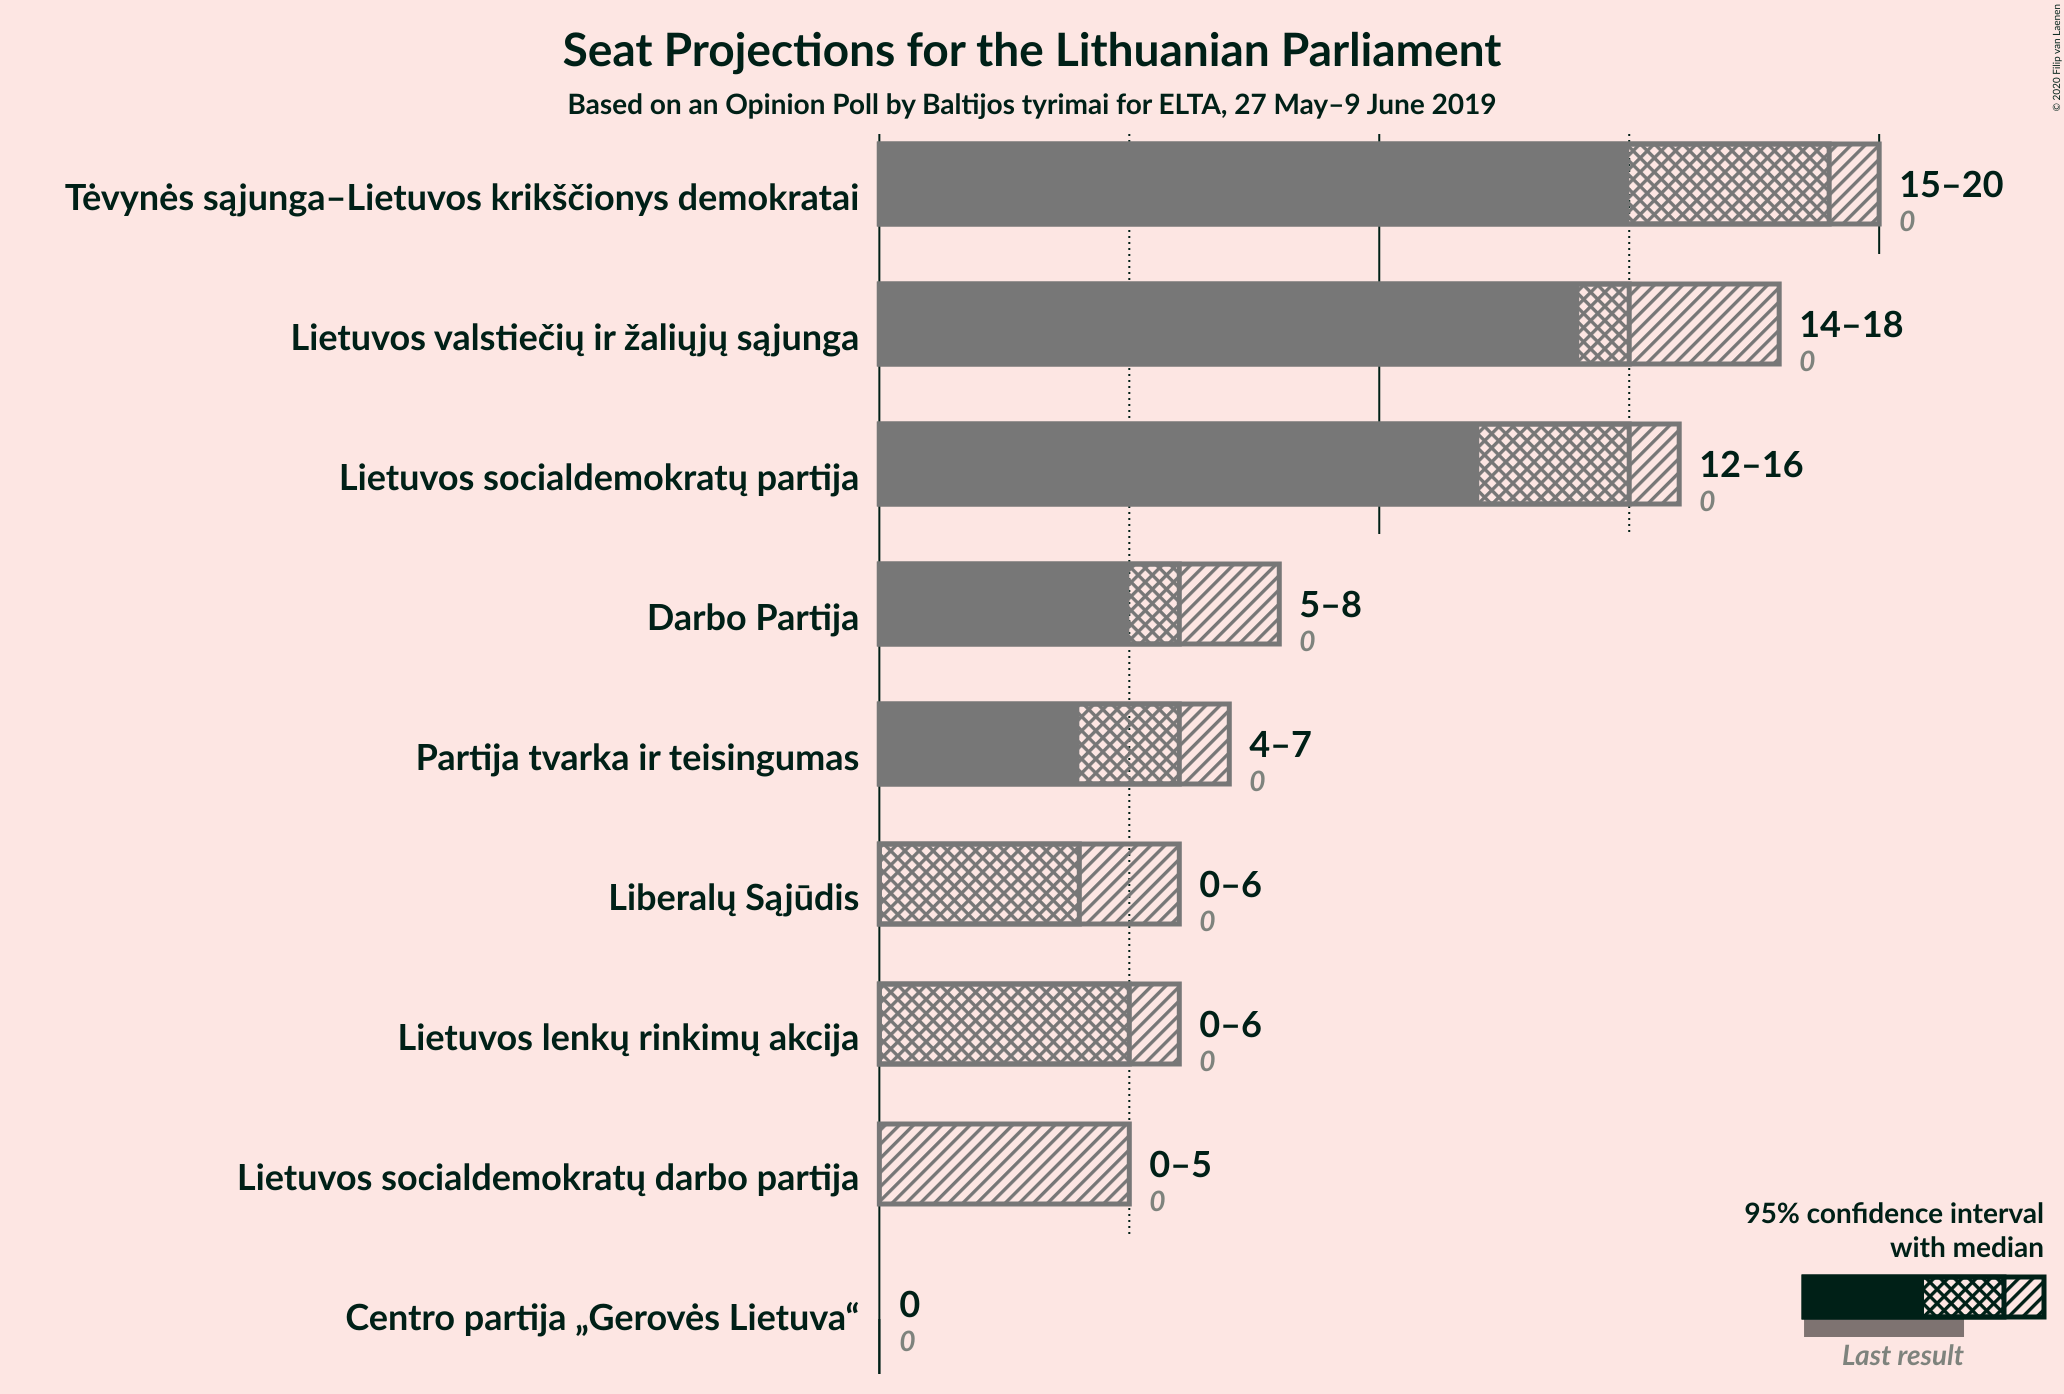 Seat Projections for the Lithuanian Parliament
Based on an Opinion Poll by Baltijos tyrimai for ELTA, 27 May–9 June 2019
© 2020 Filip van Laenen
Tėvynės sąjunga–Lietuvos krikščionys demokratai
15–20
0
Lietuvos valstiečių ir žaliųjų sąjunga
14–18
0
Lietuvos socialdemokratų partija
12–16
0
Darbo Partija
5–8
0
Partija tvarka ir teisingumas
4–7
0
Liberalų Sąjūdis
0–6
0
Lietuvos lenkų rinkimų akcija
0–6
0
Lietuvos socialdemokratų darbo partija
0–5
0
Centro partija „Gerovės Lietuva“
0
0
95% confidence interval
with median
Last result